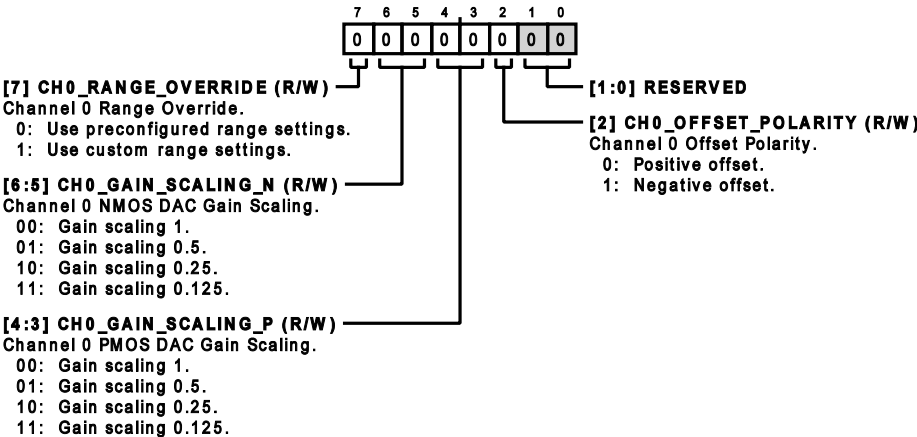 7 6 5 4 3 2 1 0
0 0 0 0 0 0 0 0
[7] CH0_RANGE_OVERRIDE (R/W)
Channel 0 Range Override.
0: Use preconfigured range settings.
1: Use custom range settings.
[6:5] CH0_GAIN_SCALING_N (R/W)
Channel 0 NMOS DAC Gain Scaling.
00: Gain scaling 1.
01: Gain scaling 0.5.
10: Gain scaling 0.25.
11: Gain scaling 0.125.
[4:3] CH0_GAIN_SCALING_P (R/W)
Channel 0 PMOS DAC Gain Scaling.
00: Gain scaling 1.
01: Gain scaling 0.5.
10: Gain scaling 0.25.
11: Gain scaling 0.125.
[1:0] RESERVED
[2] CH0_OFFSET_POLARITY (R/W)
Channel 0 Offset Polarity.
0: Positive offset.
1: Negative offset.